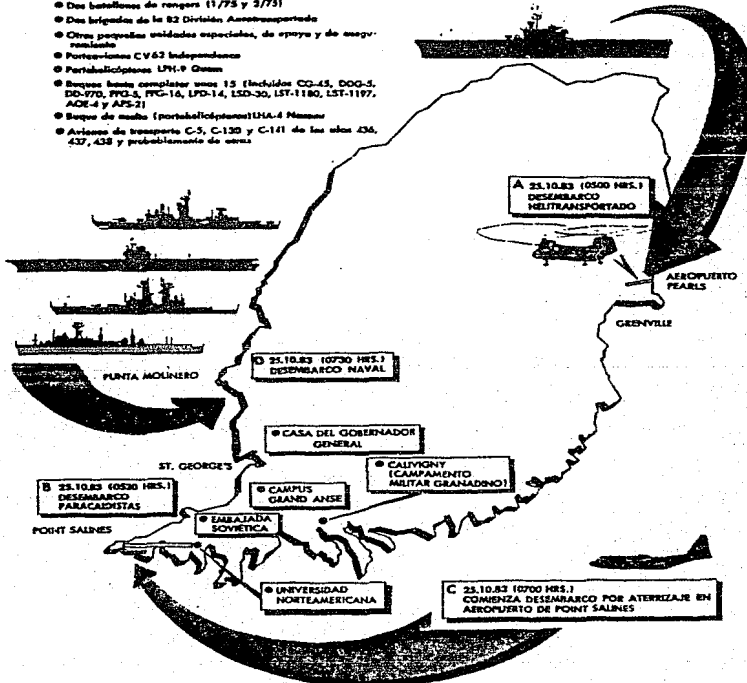 ● Dos batallones de rangers (1/75 y 2/75)
● Dos brigadas de la 82 División Aerotransportada
● Otras pequeñas unidades especiales, de apoyo y de asegu-
ramiento
● Portaaviones CV62 Independence
● Portahelicópteros LPH-9 Guam
● Buques hasta completar unos 15 (incluidos CG-45, DDG-5,
DD-970, FFG-5, FFG-16, LPD-14, LSD-30, LST-1180, LST-1197,
AOE-4 y APS-2)
● Buque de asalto (portahelicópteros) LHA-4 Nassau
● Aviones de transporte C-5, C-130 y C-141 de las alas 436,
437, 438 y probablemente de otras
A 25.10.83 (0500 HRS.)
DESEMBARCO
HELITRANSPORTADO
AEROPUERTO
PEARLS
GRENVILLE
PUNTA MOLINERO
D 25.10.83 (0730 HRS.)
DESEMBARCO NAVAL
● CASA DEL GOBERNADOR
GENERAL
ST. GEORGE'S
● CALIVIGNY
(CAMPAMENTO
MILITAR GRANADINO)
B 25.10.83 (0530 HRS.)
DESEMBARCO
PARACAIDISTAS
● CAMPUS
GRAND ANSE
● EMBAJADA
SOVIÉTICA
POINT SALINES
● UNIVERSIDAD
NORTEAMERICANA
C 25.10.83 (0700 HRS.)
COMIENZA DESEMBARCO POR ATERRIZAJE EN
AEROPUERTO DE POINT SALINES